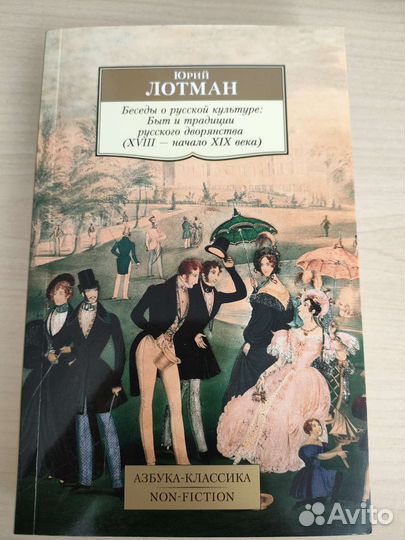 Юрий
ЛОТМАН
Беседы о русской культуре:
Быт и традиции
русского дворянства
(XVIII — начало XIX века)
АЗБУКА-КЛАССИКА
NON-FICTION
Avito